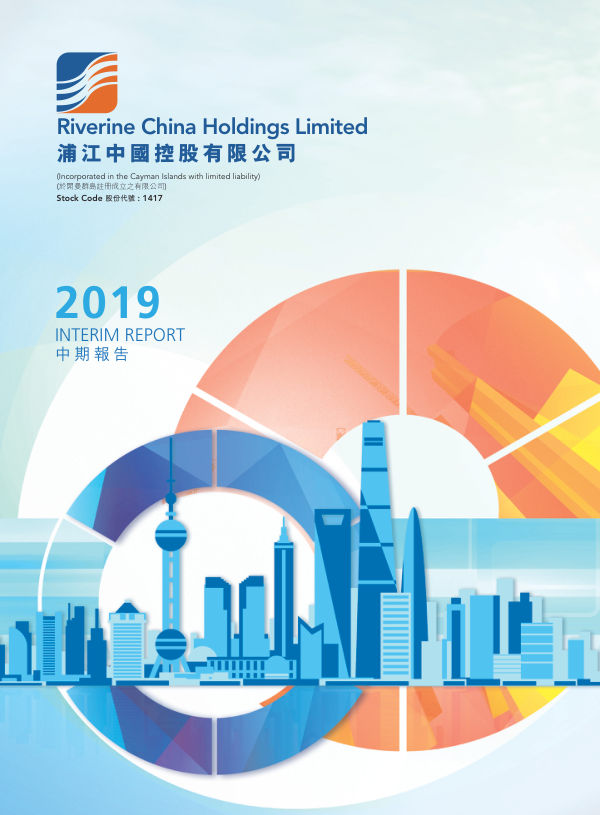 Riverine China Holdings Limited
浦江中國控股有限公司
(Incorporated in the Cayman Islands with limited liability)
(於開曼群島註冊成立之有限公司)
Stock Code 股份代號 : 1417
2019
INTERIM REPORT
中期報告